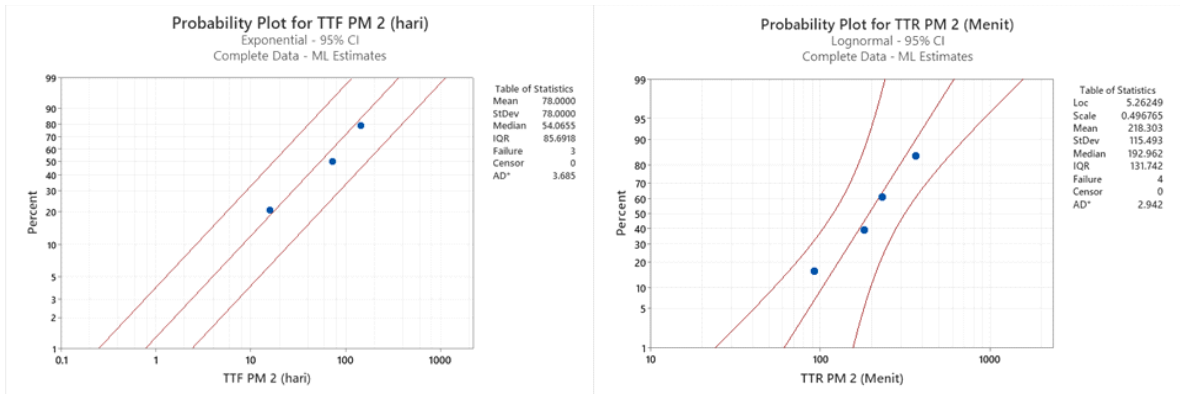 Probability Plot for TTF PM 2 (hari)
Exponential - 95% CI
Complete Data - ML Estimates
99
90
80
70
60
50
40
30
20
10
5
3
2
1
Percent
0.1 1 10 100 1000
TTF PM 2 (hari)
Table of Statistics
Mean 78.0000
StDev 78.0000
Median 54.0655
IQR 85.6918
Failure 3
Censor 0
AD* 3.685
Probability Plot for TTR PM 2 (Menit)
Lognormal - 95% CI
Complete Data - ML Estimates
99
95
90
80
70
60
50
40
30
20
10
5
1
Percent
10 100 1000
TTR PM 2 (Menit)
Table of Statistics
Loc 5.26249
Scale 0.496765
Mean 218.303
StDev 115.493
Median 192.962
IQR 131.742
Failure 4
Censor 0
AD* 2.942